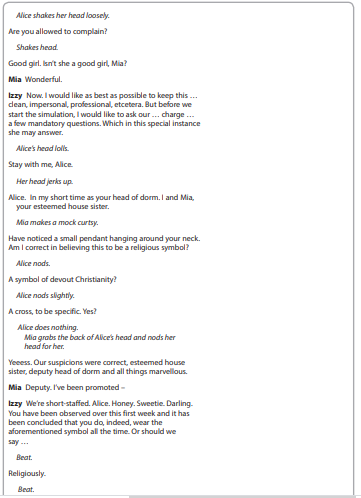 Alice shakes her head loosely.
Are you allowed to complain?
Shakes head.
Good girl. Isn't she a good girl, Mia?
Mia Wonderful.
Izzy Now. I would like as best as possible to keep this …
clean, impersonal, professional, etcetera. But before we
start the simulation, I would like to ask our … charge …
a few mandatory questions. Which in this special instance
she may answer.
Alice's head lolls.
Stay with me, Alice.
Her head jerks up.
Alice. In my short time as your head of dorm. I and Mia,
your esteemed house sister.
Mia makes a mock curtsy.
Have noticed a small pendant hanging around your neck.
Am I correct in believing this to be a religious symbol?
Alice nods.
A symbol of devout Christianity?
Alice nods slightly.
A cross, to be specific. Yes?
Alice does nothing.
Mia grabs the back of Alice's head and nods her
head for her.
Yeeess. Our suspicions were correct, esteemed house
sister, deputy head of dorm and all things marvellous.
Mia Deputy. I've been promoted –
Izzy We're short-staffed. Alice. Honey. Sweetie. Darling.
You have been observed over this first week and it has
been concluded that you do, indeed, wear the
aforementioned symbol all the time. Or should we
say …
Beat.
Religiously.
Beat.